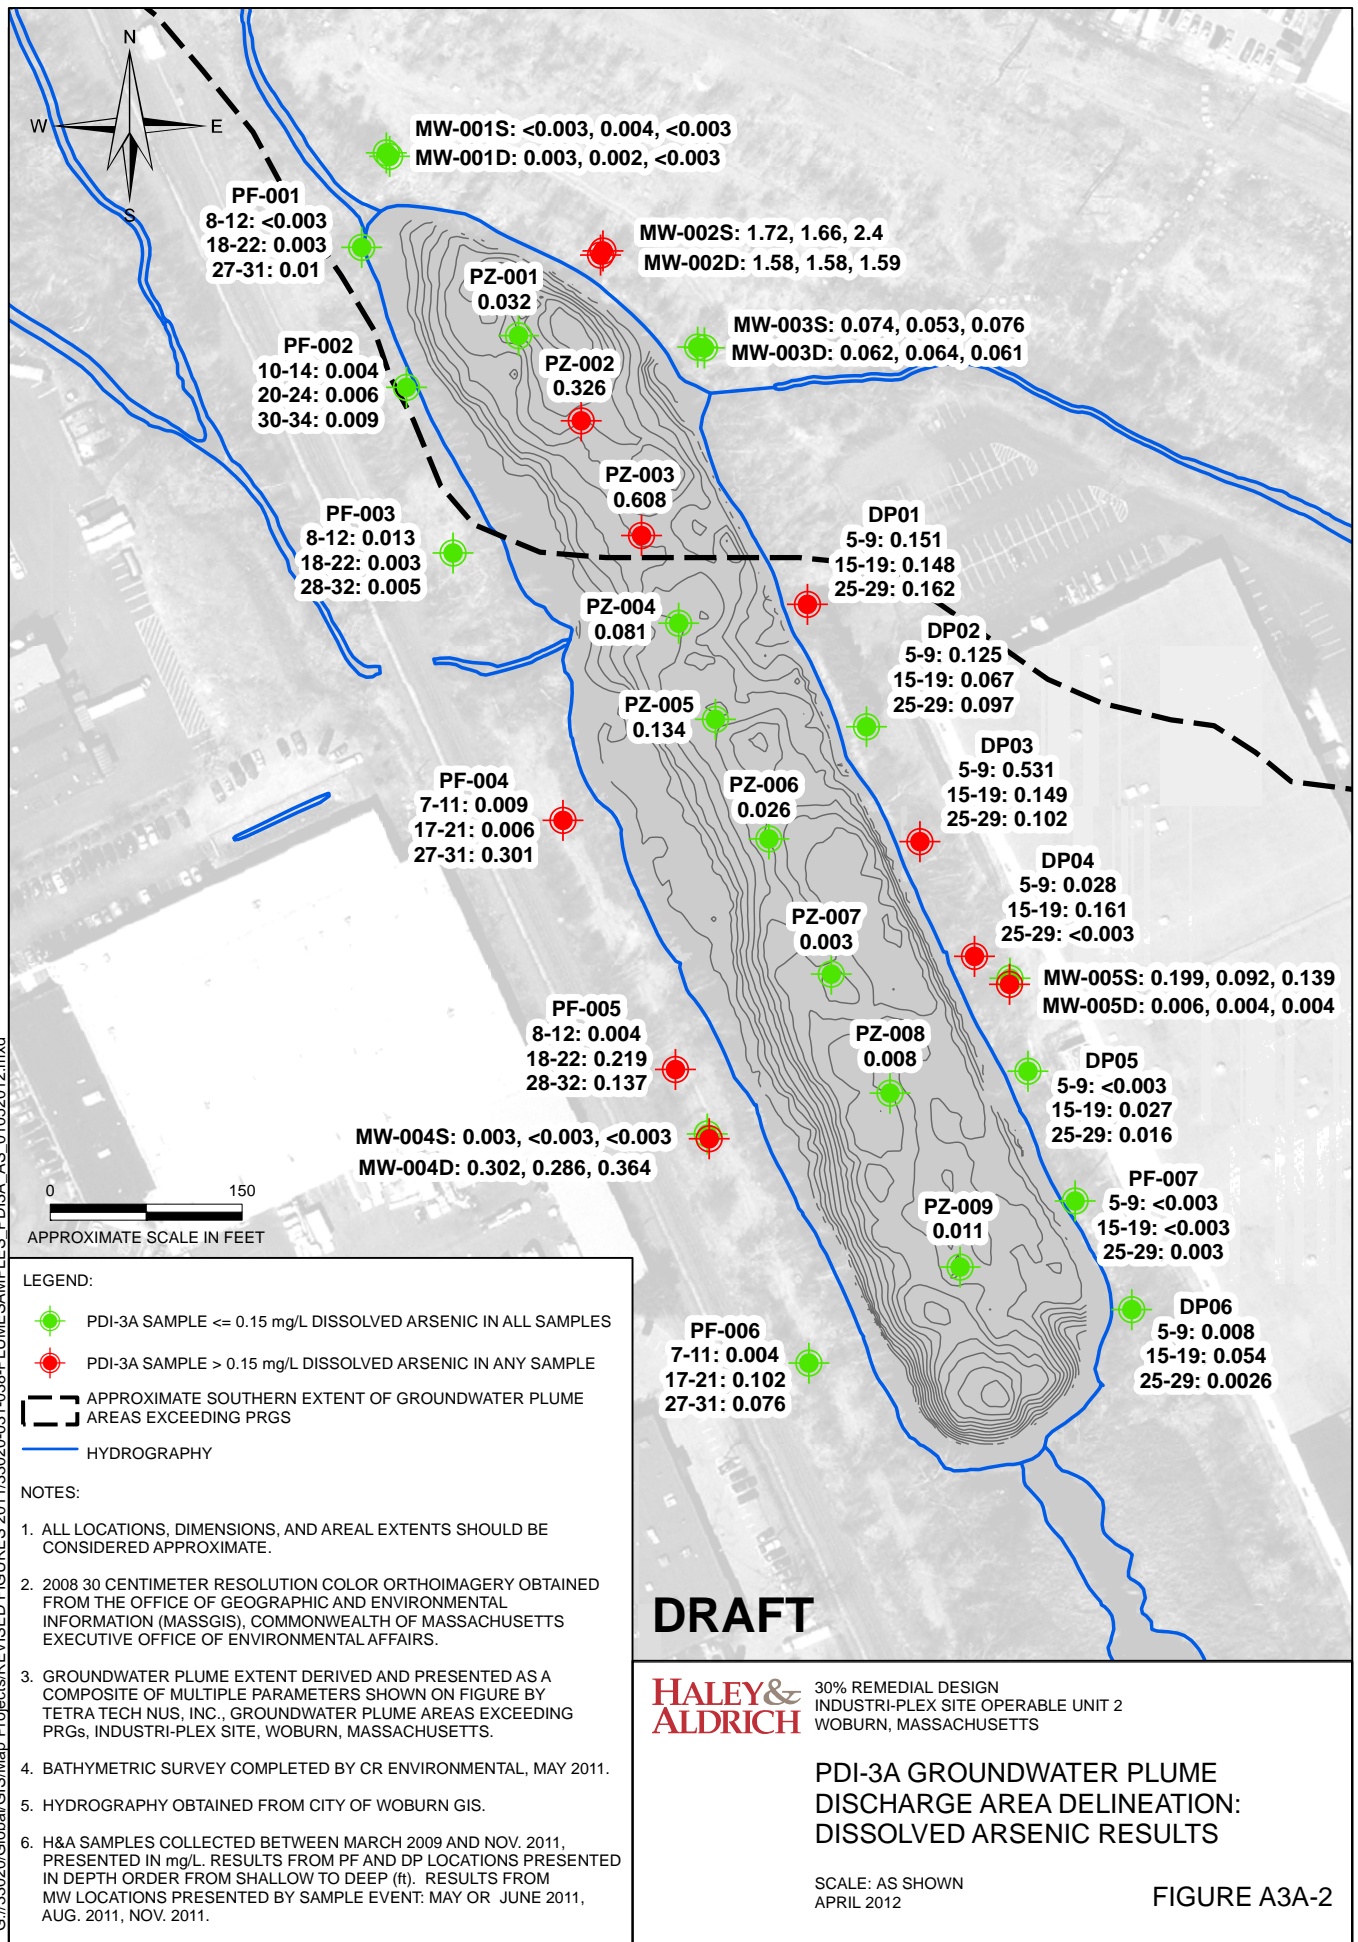 N
W
E
S
MW-001S: <0.003, 0.004, <0.003
MW-001D: 0.003, 0.002, <0.003
PF-001
8-12: <0.003
18-22: 0.003
27-31: 0.01
MW-002S: 1.72, 1.66, 2.4
MW-002D: 1.58, 1.58, 1.59
PZ-001
0.032
MW-003S: 0.074, 0.053, 0.076
MW-003D: 0.062, 0.064, 0.061
PF-002
10-14: 0.004
20-24: 0.006
30-34: 0.009
PZ-002
0.326
PZ-003
0.608
PF-003
8-12: 0.013
18-22: 0.003
28-32: 0.005
DP01
5-9: 0.151
15-19: 0.148
25-29: 0.162
PZ-004
0.081
DP02
5-9: 0.125
15-19: 0.067
25-29: 0.097
PZ-005
0.134
DP03
5-9: 0.531
15-19: 0.149
25-29: 0.102
PF-004
7-11: 0.009
17-21: 0.006
27-31: 0.301
PZ-006
0.026
DP04
5-9: 0.028
15-19: 0.161
25-29: <0.003
PZ-007
0.003
MW-005S: 0.199, 0.092, 0.139
MW-005D: 0.006, 0.004, 0.004
PF-005
8-12: 0.004
18-22: 0.219
28-32: 0.137
PZ-008
0.008
DP05
5-9: <0.003
15-19: 0.027
25-29: 0.016
MW-004S: 0.003, <0.003, <0.003
MW-004D: 0.302, 0.286, 0.364
PF-007
5-9: <0.003
15-19: <0.003
25-29: 0.003
PZ-009
0.011
DP06
5-9: 0.008
15-19: 0.054
25-29: 0.0026
PF-006
7-11: 0.004
17-21: 0.102
27-31: 0.076
0 150
APPROXIMATE SCALE IN FEET
LEGEND:
PDI-3A SAMPLE <= 0.15 mg/L DISSOLVED ARSENIC IN ALL SAMPLES
PDI-3A SAMPLE > 0.15 mg/L DISSOLVED ARSENIC IN ANY SAMPLE
APPROXIMATE SOUTHERN EXTENT OF GROUNDWATER PLUME
AREAS EXCEEDING PRGS
HYDROGRAPHY
NOTES:
1. ALL LOCATIONS, DIMENSIONS, AND AREAL EXTENTS SHOULD BE
CONSIDERED APPROXIMATE.
2. 2008 30 CENTIMETER RESOLUTION COLOR ORTHOIMAGERY OBTAINED
FROM THE OFFICE OF GEOGRAPHIC AND ENVIRONMENTAL
INFORMATION (MASSGIS), COMMONWEALTH OF MASSACHUSETTS
EXECUTIVE OFFICE OF ENVIRONMENTAL AFFAIRS.
3. GROUNDWATER PLUME EXTENT DERIVED AND PRESENTED AS A
COMPOSITE OF MULTIPLE PARAMETERS SHOWN ON FIGURE BY
TETRA TECH NUS, INC., GROUNDWATER PLUME AREAS EXCEEDING
PRGs, INDUSTRI-PLEX SITE, WOBURN, MASSACHUSETTS.
4. BATHYMETRIC SURVEY COMPLETED BY CR ENVIRONMENTAL, MAY 2011.
5. HYDROGRAPHY OBTAINED FROM CITY OF WOBURN GIS.
6. H&A SAMPLES COLLECTED BETWEEN MARCH 2009 AND NOV. 2011,
PRESENTED IN mg/L. RESULTS FROM PF AND DP LOCATIONS PRESENTED
IN DEPTH ORDER FROM SHALLOW TO DEEP (ft). RESULTS FROM
MW LOCATIONS PRESENTED BY SAMPLE EVENT: MAY OR JUNE 2011,
AUG. 2011, NOV. 2011.
DRAFT
HALEY &
ALDRICH
30% REMEDIAL DESIGN
INDUSTRI-PLEX SITE OPERABLE UNIT 2
WOBURN, MASSACHUSETTS
PDI-3A GROUNDWATER PLUME
DISCHARGE AREA DELINEATION:
DISSOLVED ARSENIC RESULTS
SCALE: AS SHOWN
APRIL 2012
FIGURE A3A-2